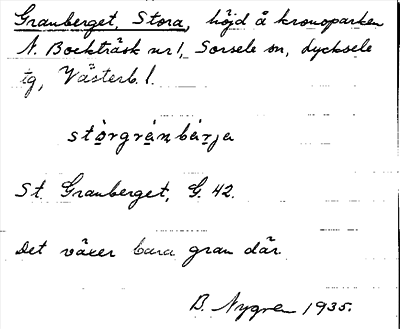 Granberget, Stora, höjd å kronoparken
N. Bockträsk nr 1, Sorsele sn, Lycksele
tg, Västerb. l.
stòrgránbàrja
St. Granberget, G. 42.
Det växer bara gran där.
B. Nygren 1935.